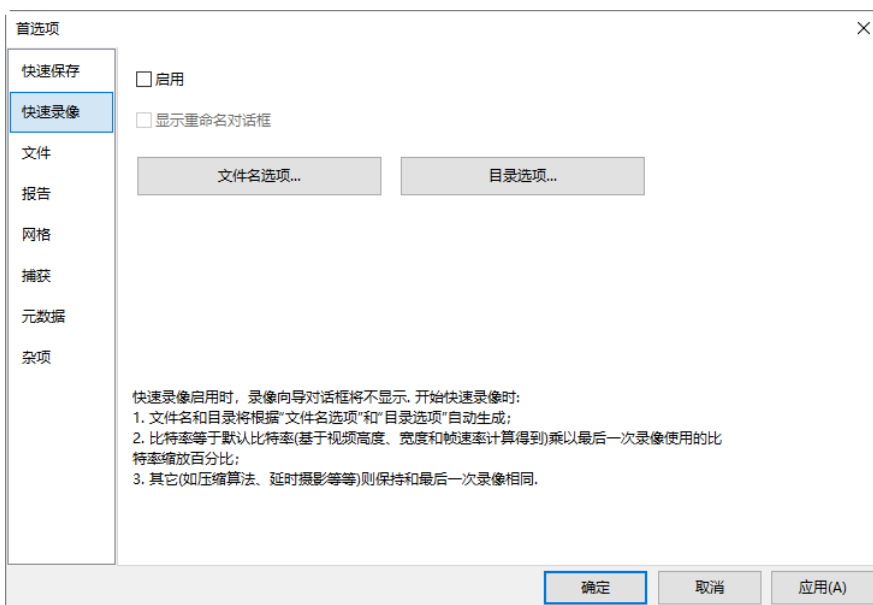 首选项
快速保存
快速录像
文件
报告
网格
捕获
元数据
杂项
启用
显示重命名对话框
文件名选项...
目录选项...
快速录像启用时，录像向导对话框将不显示. 开始快速录像时:
1. 文件名和目录将根据"文件名选项"和"目录选项"自动生成;
2. 比特率等于默认比特率(基于视频高度、宽度和帧速率计算得到)乘以最后一次录像使用的比
特率缩放百分比;
3. 其它(如压缩算法、延时摄影等等)则保持和最后一次录像相同.
确定
取消
应用(A)